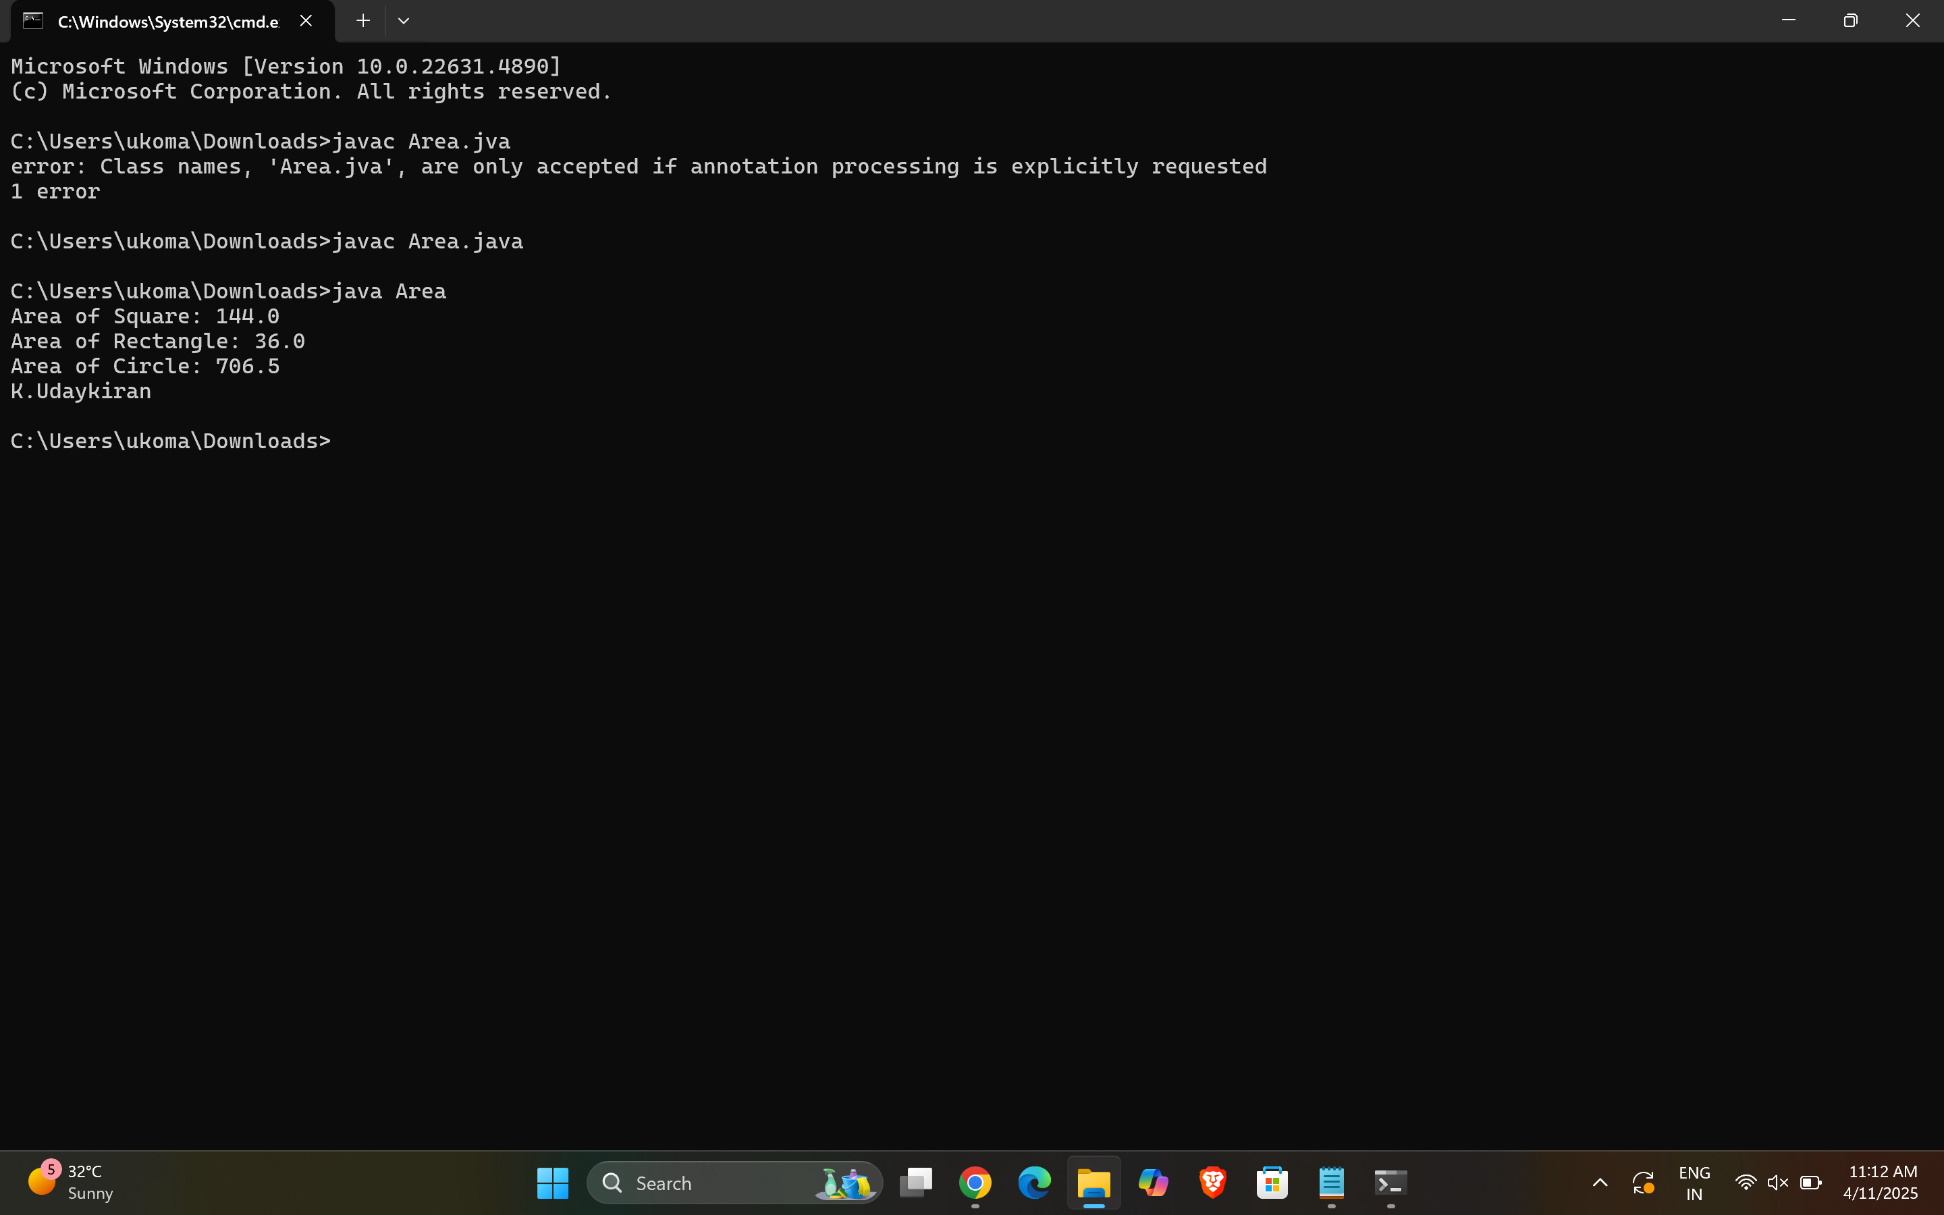 C:\Windows\System32\cmd.e
Microsoft Windows [Version 10.0.22631.4890]
(c) Microsoft Corporation. All rights reserved.
C:\Users\ukoma\Downloads>javac Area.jva
error: Class names, 'Area.jva', are only accepted if annotation processing is explicitly requested
1 error
C:\Users\ukoma\Downloads>javac Area.java
C:\Users\ukoma\Downloads>java Area
Area of Square: 144.0
Area of Rectangle: 36.0
Area of Circle: 706.5
K.Udaykiran
C:\Users\ukoma\Downloads>
5
32°C
Sunny
Search
ENG
IN
11:12 AM
4/11/2025